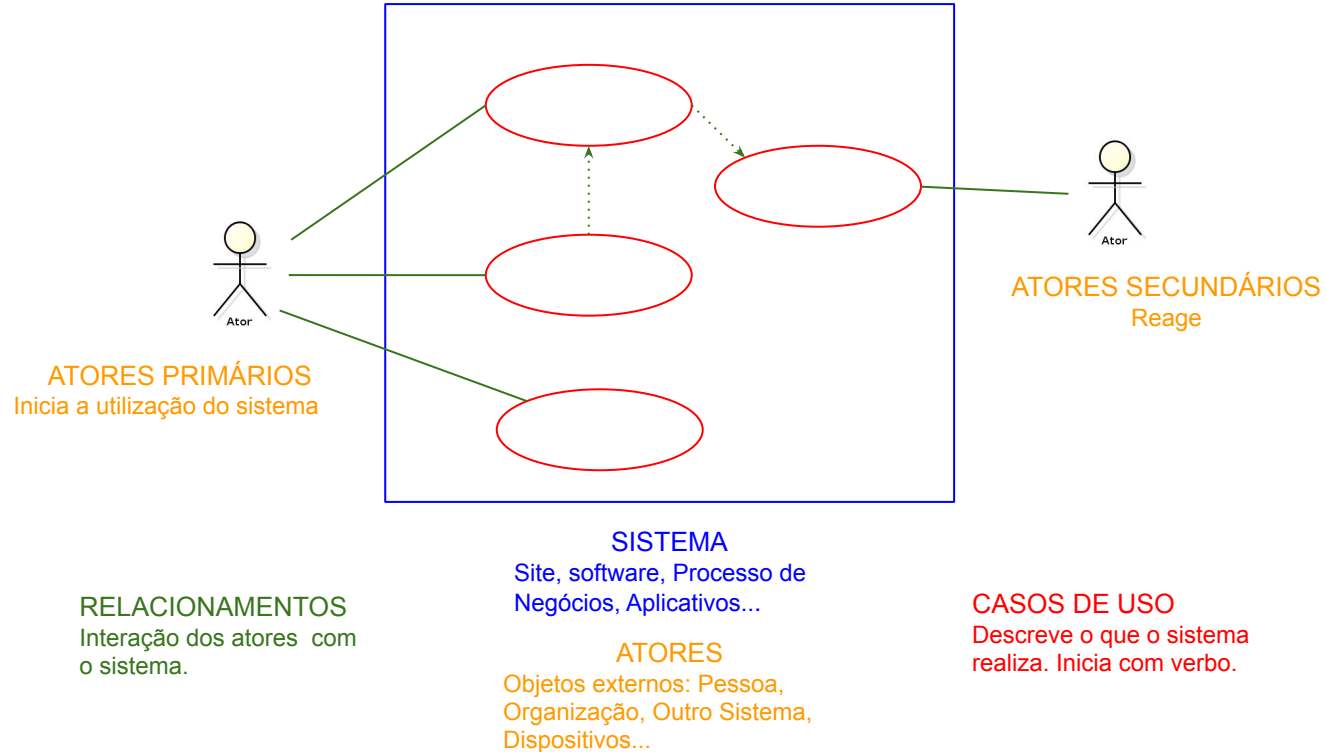 Ator
ATORES PRIMÁRIOS
Inicia a utilização do sistema
Ator
ATORES SECUNDÁRIOS
Reage
SISTEMA
Site, software, Processo de
Negócios, Aplicativos...
RELACIONAMENTOS
Interação dos atores com
o sistema.
ATORES
Objetos externos: Pessoa,
Organização, Outro Sistema,
Dispositivos...
CASOS DE USO
Descreve o que o sistema
realiza. Inicia com verbo.